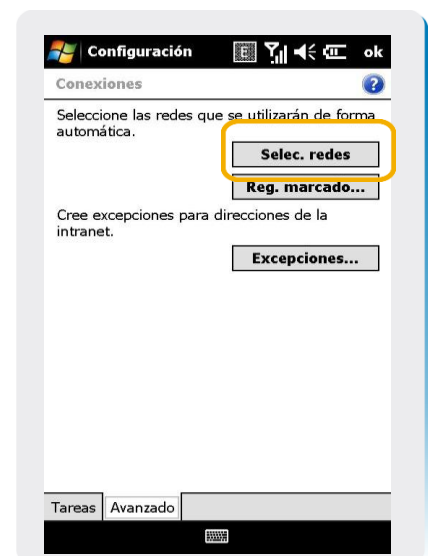 Configuración
E
ok
Conexiones
?
Seleccione las redes que se utilizarán de forma
automática.
Selec. redes
Reg. marcado...
Cree excepciones para direcciones de la
intranet.
Excepciones...
Tareas
Avanzado